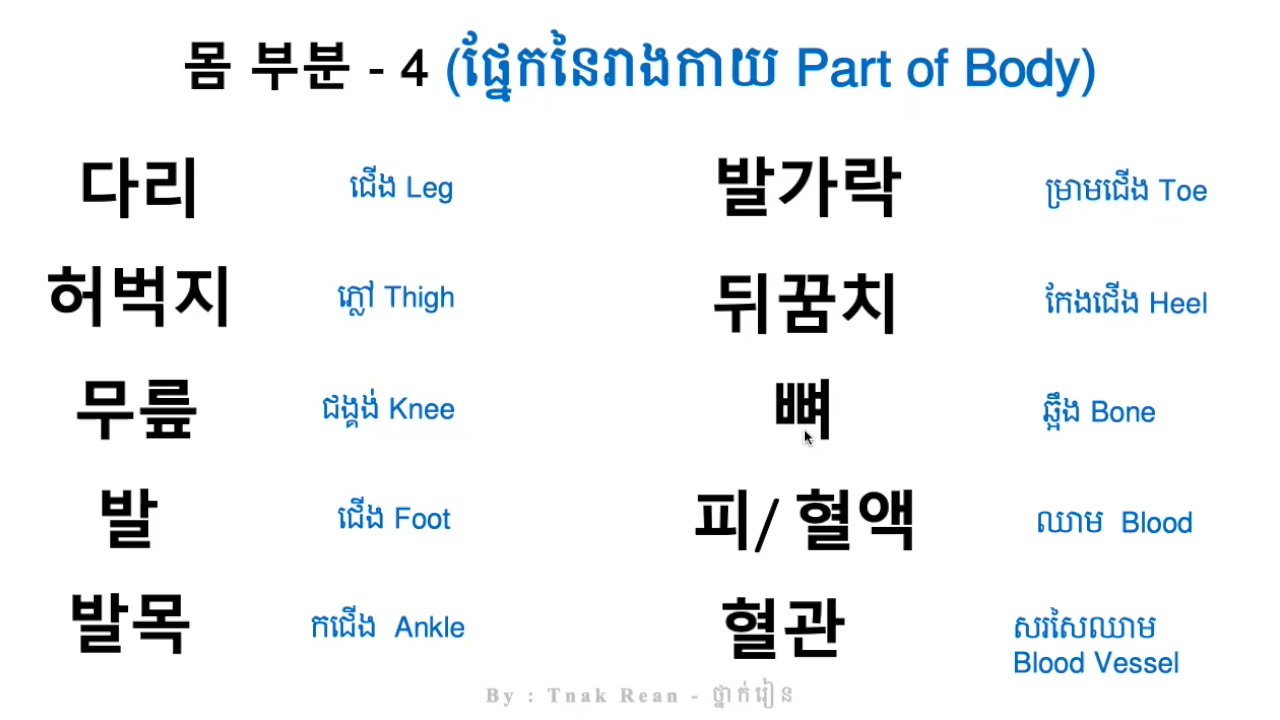 몸 부분 - 4 (ផ្នែកនៃរាងកាយ Part of Body)
다리 ជើង Leg
허벅지 ភ្លៅ Thigh
무릎 ជង្គង់ Knee
발 ជើង Foot
발목 កជើង Ankle
발가락 ម្រាមជើង Toe
뒤꿈치 កែងជើង Heel
뼈 ឆ្អឹង Bone
피/ 혈액 ឈាម Blood
혈관 សរសៃឈាម
Blood Vessel
By : Tnak Rean - ថ្នាក់រៀន